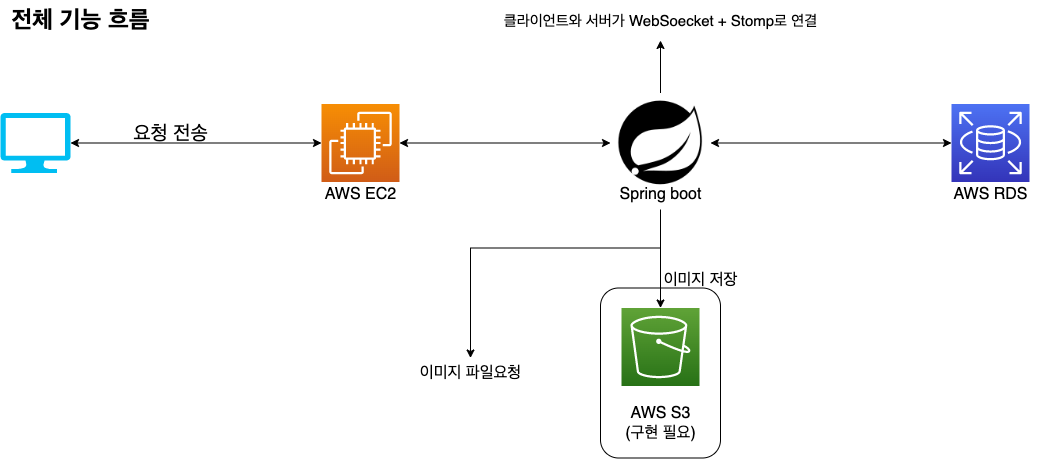 전체 기능 흐름
클라이언트와 서버가 WebSoecket + Stomp로 연결
요청 전송
AWS EC2
Spring boot
AWS RDS
이미지 저장
이미지 파일요청
AWS S3
(구현 필요)